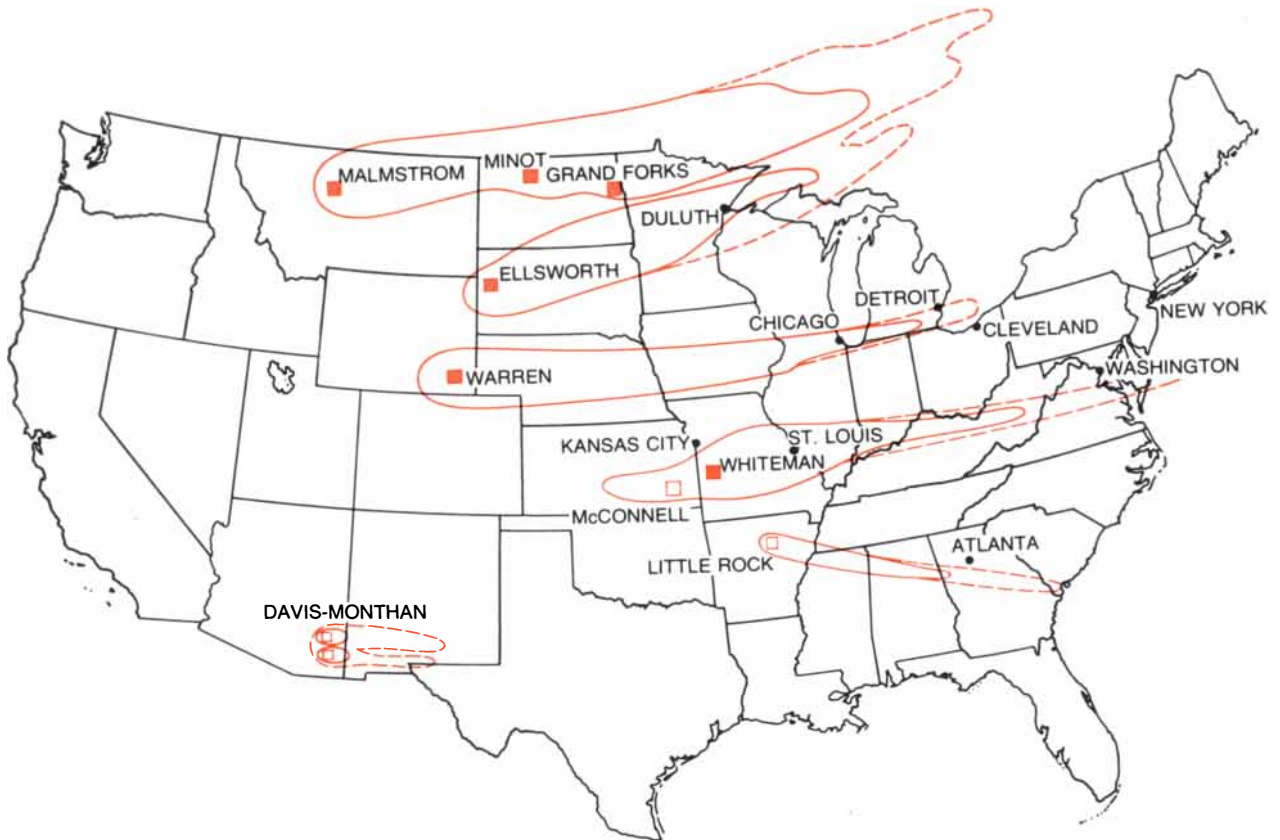 MINOT
MALMSTROM
GRAND FORKS
DULUTH
ELLSWORTH
DETROIT
NEW YORK
CHICAGO
CLEVELAND
WASHINGTON
WARREN
KANSAS CITY
ST. LOUIS
WHITEMAN
McCONNELL
ATLANTA
LITTLE ROCK
DAVIS-MONTHAN